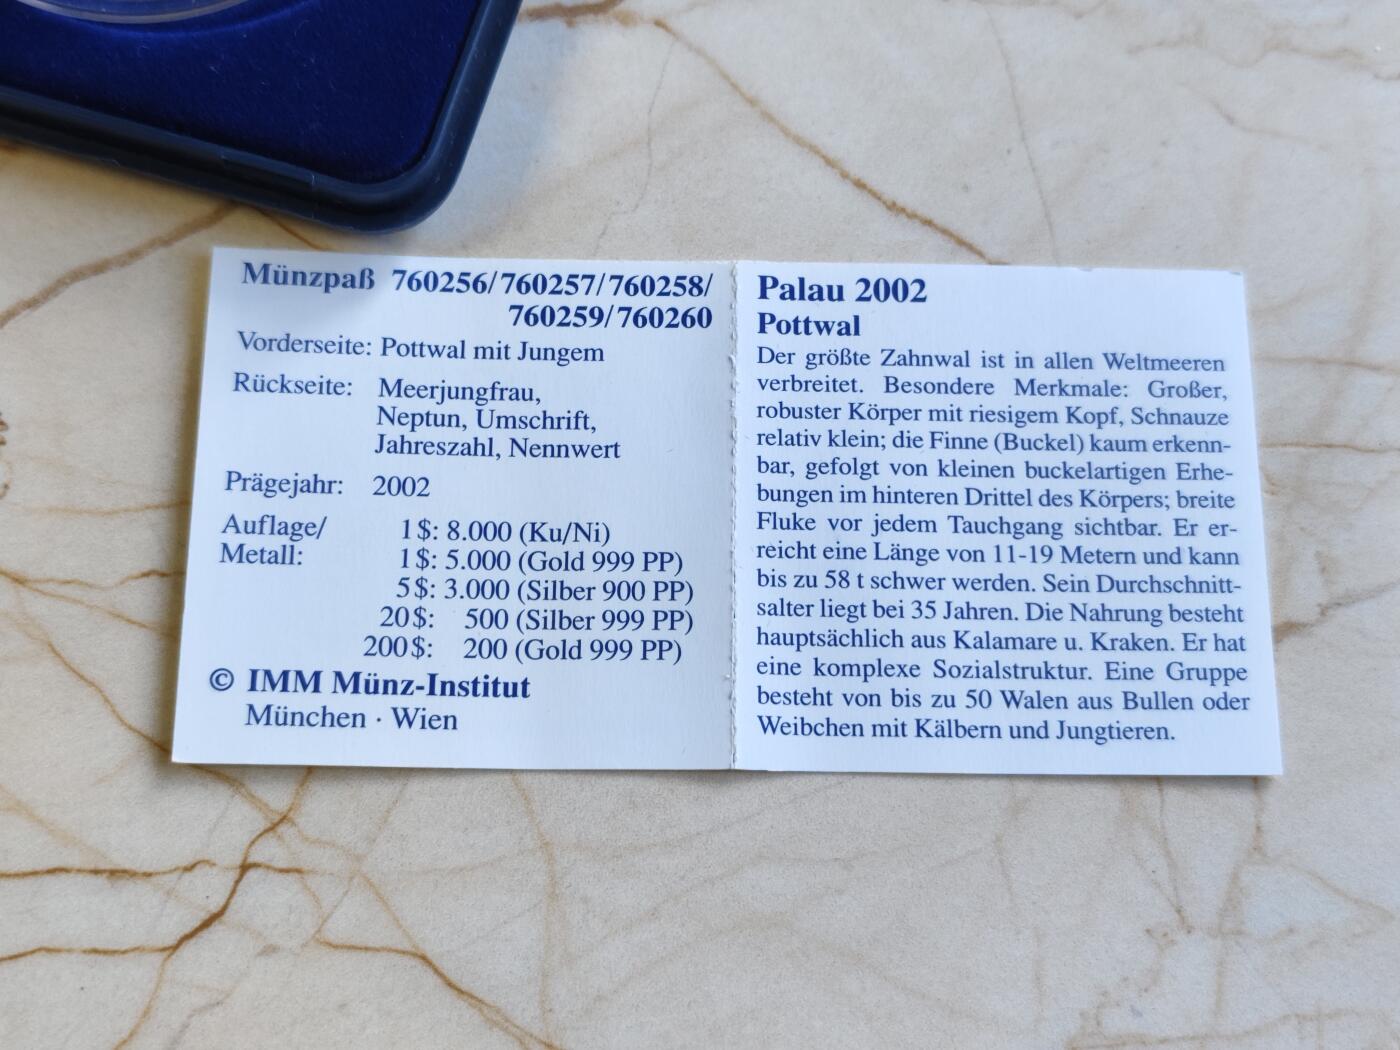 Münzpaß 760256/760257/760258/
760259/760260
Vorderseite: Pottwal mit Jungem
Rückseite: Meerjungfrau,
Neptun, Umschrift,
Jahreszahl, Nennwert
Prägejahr: 2002
Auflage/ 1$: 8.000 (Ku/Ni)
Metall: 1$: 5.000 (Gold 999 PP)
5$: 3.000 (Silber 900 PP)
20$: 500 (Silber 999 PP)
200$: 200 (Gold 999 PP)
© IMM Münz-Institut
München · Wien
Palau 2002
Pottwal
Der größte Zahnwal ist in allen Weltmeeren
verbreitet. Besondere Merkmale: Großer,
robuster Körper mit riesigem Kopf, Schnauze
relativ klein; die Finne (Buckel) kaum erkenn-
bar, gefolgt von kleinen buckelartigen Erhe-
bungen im hinteren Drittel des Körpers; breite
Fluke vor jedem Tauchgang sichtbar. Er er-
reicht eine Länge von 11-19 Metern und kann
bis zu 58 t schwer werden. Sein Durchschnitt-
salter liegt bei 35 Jahren. Die Nahrung besteht
hauptsächlich aus Kalamare u. Kraken. Er hat
eine komplexe Sozialstruktur. Eine Gruppe
besteht von bis zu 50 Walen aus Bullen oder
Weibchen mit Kälbern und Jungtieren.